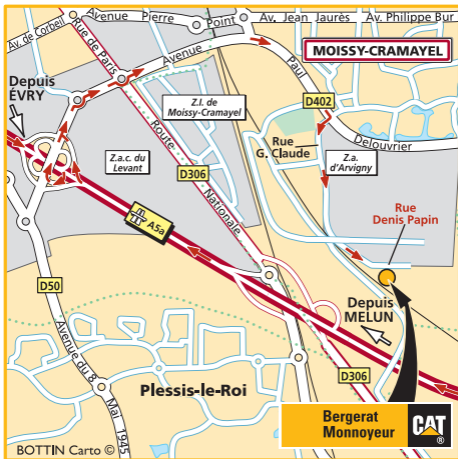 Avenue Pierre Point
Av. Jean Jaurès
Av. Philippe Bur
Av. de Corbeil
Rue de Paris
MOISSY-CRAMAYEL
Avenue Paul Delouvrier
Depuis
ÉVRY
Z.I. de
Moissy-Cramayel
D402
Rue
G. Claude
Z.a.c. du
Levant
Route Nationale
D306
Z.a.
d'Arvigny
Rue
Denis Papin
A5a
D50
Depuis
MELUN
Avenue du 8 Mai 1945
Plessis-le-Roi
D306
Bergerat
Monnoyeur
CAT
®
BOTTIN Carto ©